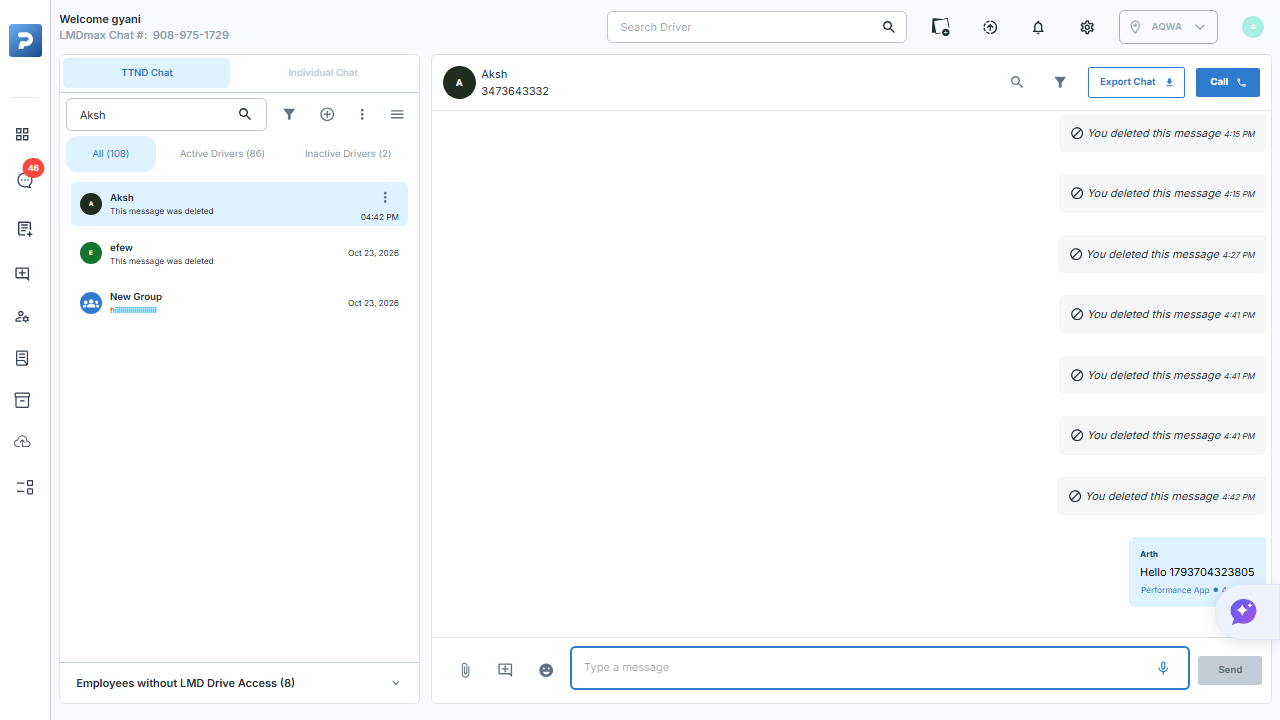 Welcome gyani
LMDmax Chat #: 908-975-1729
Search Driver
AQWA
G
TTND Chat
Individual Chat
Aksh
All (108)
Active Drivers (86)
Inactive Drivers (2)
46
A
Aksh
This message was deleted
04:42 PM
E
efew
This message was deleted
Oct 23, 2026
New Group
Oct 23, 2026
Employees without LMD Drive Access (8)
A
Aksh
3473643332
Export Chat
Call
You deleted this message 4:15 PM
You deleted this message 4:15 PM
You deleted this message 4:27 PM
You deleted this message 4:41 PM
You deleted this message 4:41 PM
You deleted this message 4:41 PM
You deleted this message 4:42 PM
Arth
Hello 1793704323805
Performance App
Type a message
Send